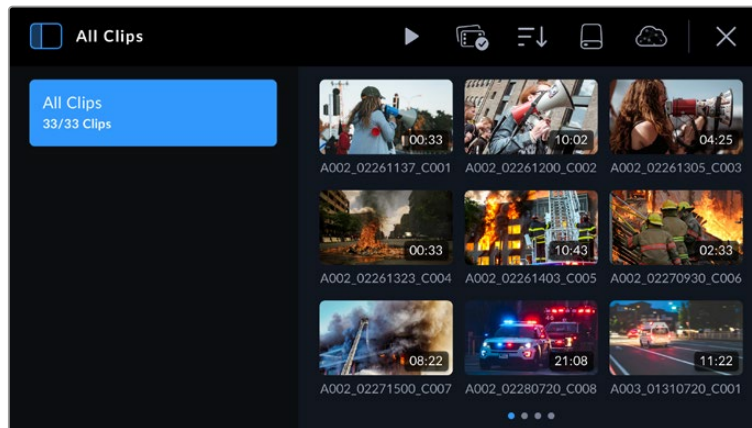 All Clips
All Clips
33/33 Clips
00:33
10:02
04:25
A002_02261137_C001
A002_02261200_C002
A002_02261305_C003
00:33
10:43
02:33
A002_02261323_C004
A002_02261403_C005
A002_02270930_C006
08:22
21:08
11:22
A002_02271500_C007
A002_02280720_C008
A003_01310720_C001